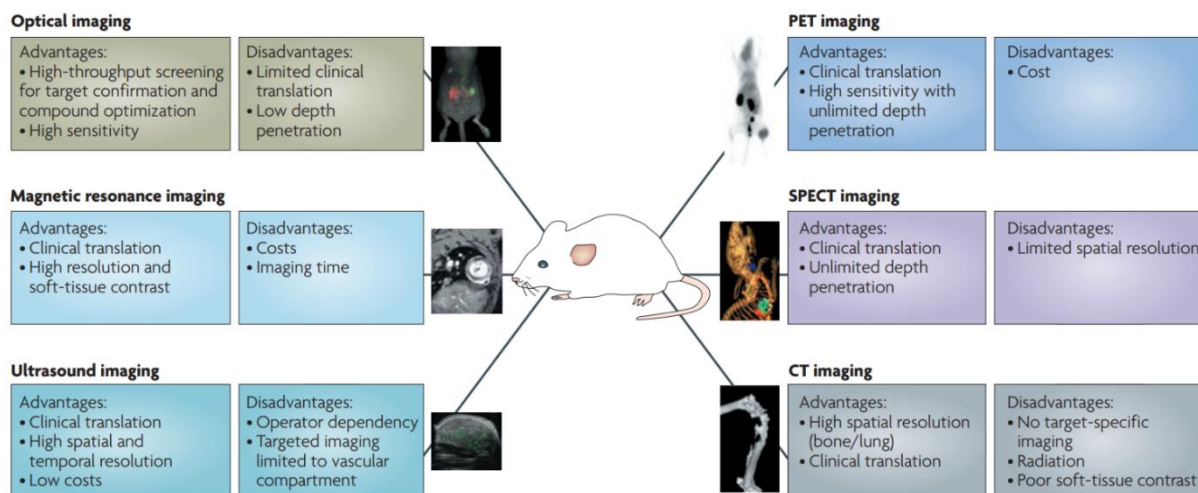 Optical imaging
Advantages:
• High-throughput screening
for target confirmation and
compound optimization
• High sensitivity
Disadvantages:
• Limited clinical
translation
• Low depth
penetration
Magnetic resonance imaging
Advantages:
• Clinical translation
• High resolution and
soft-tissue contrast
Disadvantages:
• Costs
• Imaging time
Ultrasound imaging
Advantages:
• Clinical translation
• High spatial and
temporal resolution
• Low costs
Disadvantages:
• Operator dependency
• Targeted imaging
limited to vascular
compartment
PET imaging
Advantages:
• Clinical translation
• High sensitivity with
unlimited depth
penetration
Disadvantages:
• Cost
SPECT imaging
Advantages:
• Clinical translation
• Unlimited depth
penetration
Disadvantages:
• Limited spatial resolution
CT imaging
Advantages:
• High spatial resolution
(bone/lung)
• Clinical translation
Disadvantages:
• No target-specific
imaging
• Radiation
• Poor soft-tissue contrast